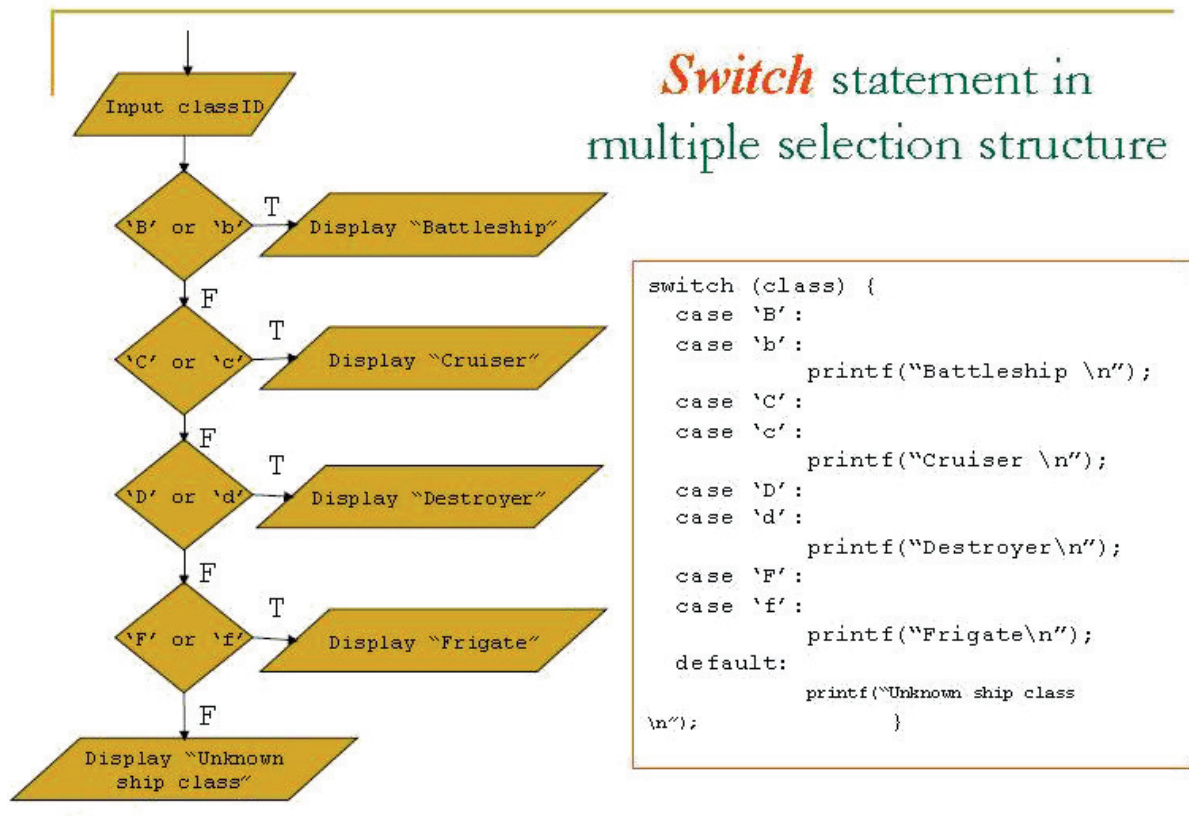 Switch statement in
multiple selection structure
Input classID
‘B’ or ‘b’
T
Display “Battleship”
F
‘C’ or ‘c’
T
Display “Cruiser”
F
‘D’ or ‘d’
T
Display “Destroyer”
F
‘F’ or ‘f’
T
Display “Frigate”
F
Display “Unknown
ship class”
switch (class) {
case ‘B’:
case ‘b’:
printf(“Battleship \n”);
case ‘C’:
case ‘c’:
printf(“Cruiser \n”);
case ‘D’:
case ‘d’:
printf(“Destroyer\n”);
case ‘F’:
case ‘f’:
printf(“Frigate\n”);
default:
printf(“Unknown ship class
\n”); }